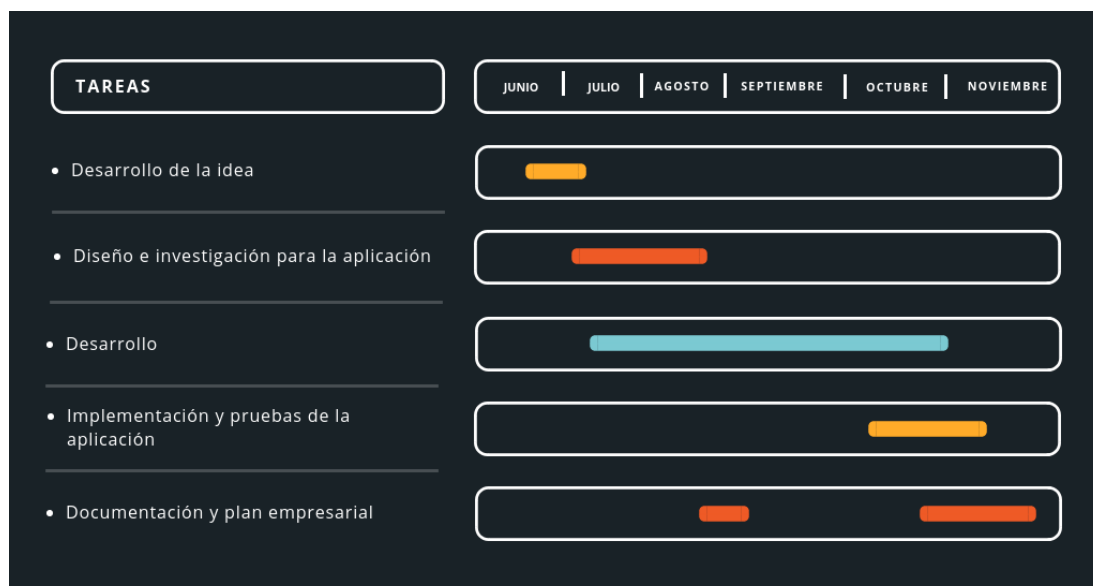 TAREAS
JUNIO JULIO AGOSTO SEPTIEMBRE OCTUBRE NOVIEMBRE
Desarrollo de la idea
Diseño e investigación para la aplicación
Desarrollo
Implementación y pruebas de la
aplicación
Documentación y plan empresarial